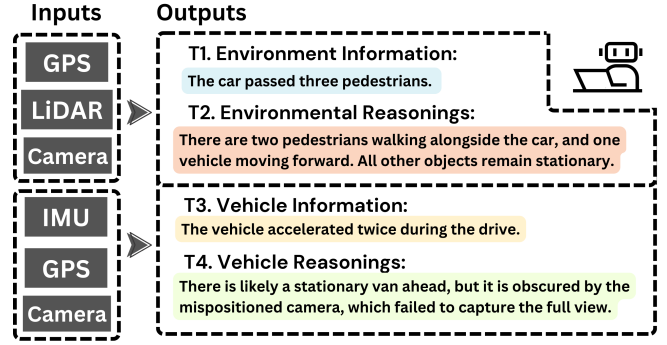 Inputs
Outputs
GPS
LiDAR
Camera
T1. Environment Information:
The car passed three pedestrians.
T2. Environmental Reasonings:
There are two pedestrians walking alongside the car, and one
vehicle moving forward. All other objects remain stationary.
IMU
GPS
Camera
T3. Vehicle Information:
The vehicle accelerated twice during the drive.
T4. Vehicle Reasonings:
There is likely a stationary van ahead, but it is obscured by the
mispositioned camera, which failed to capture the full view.